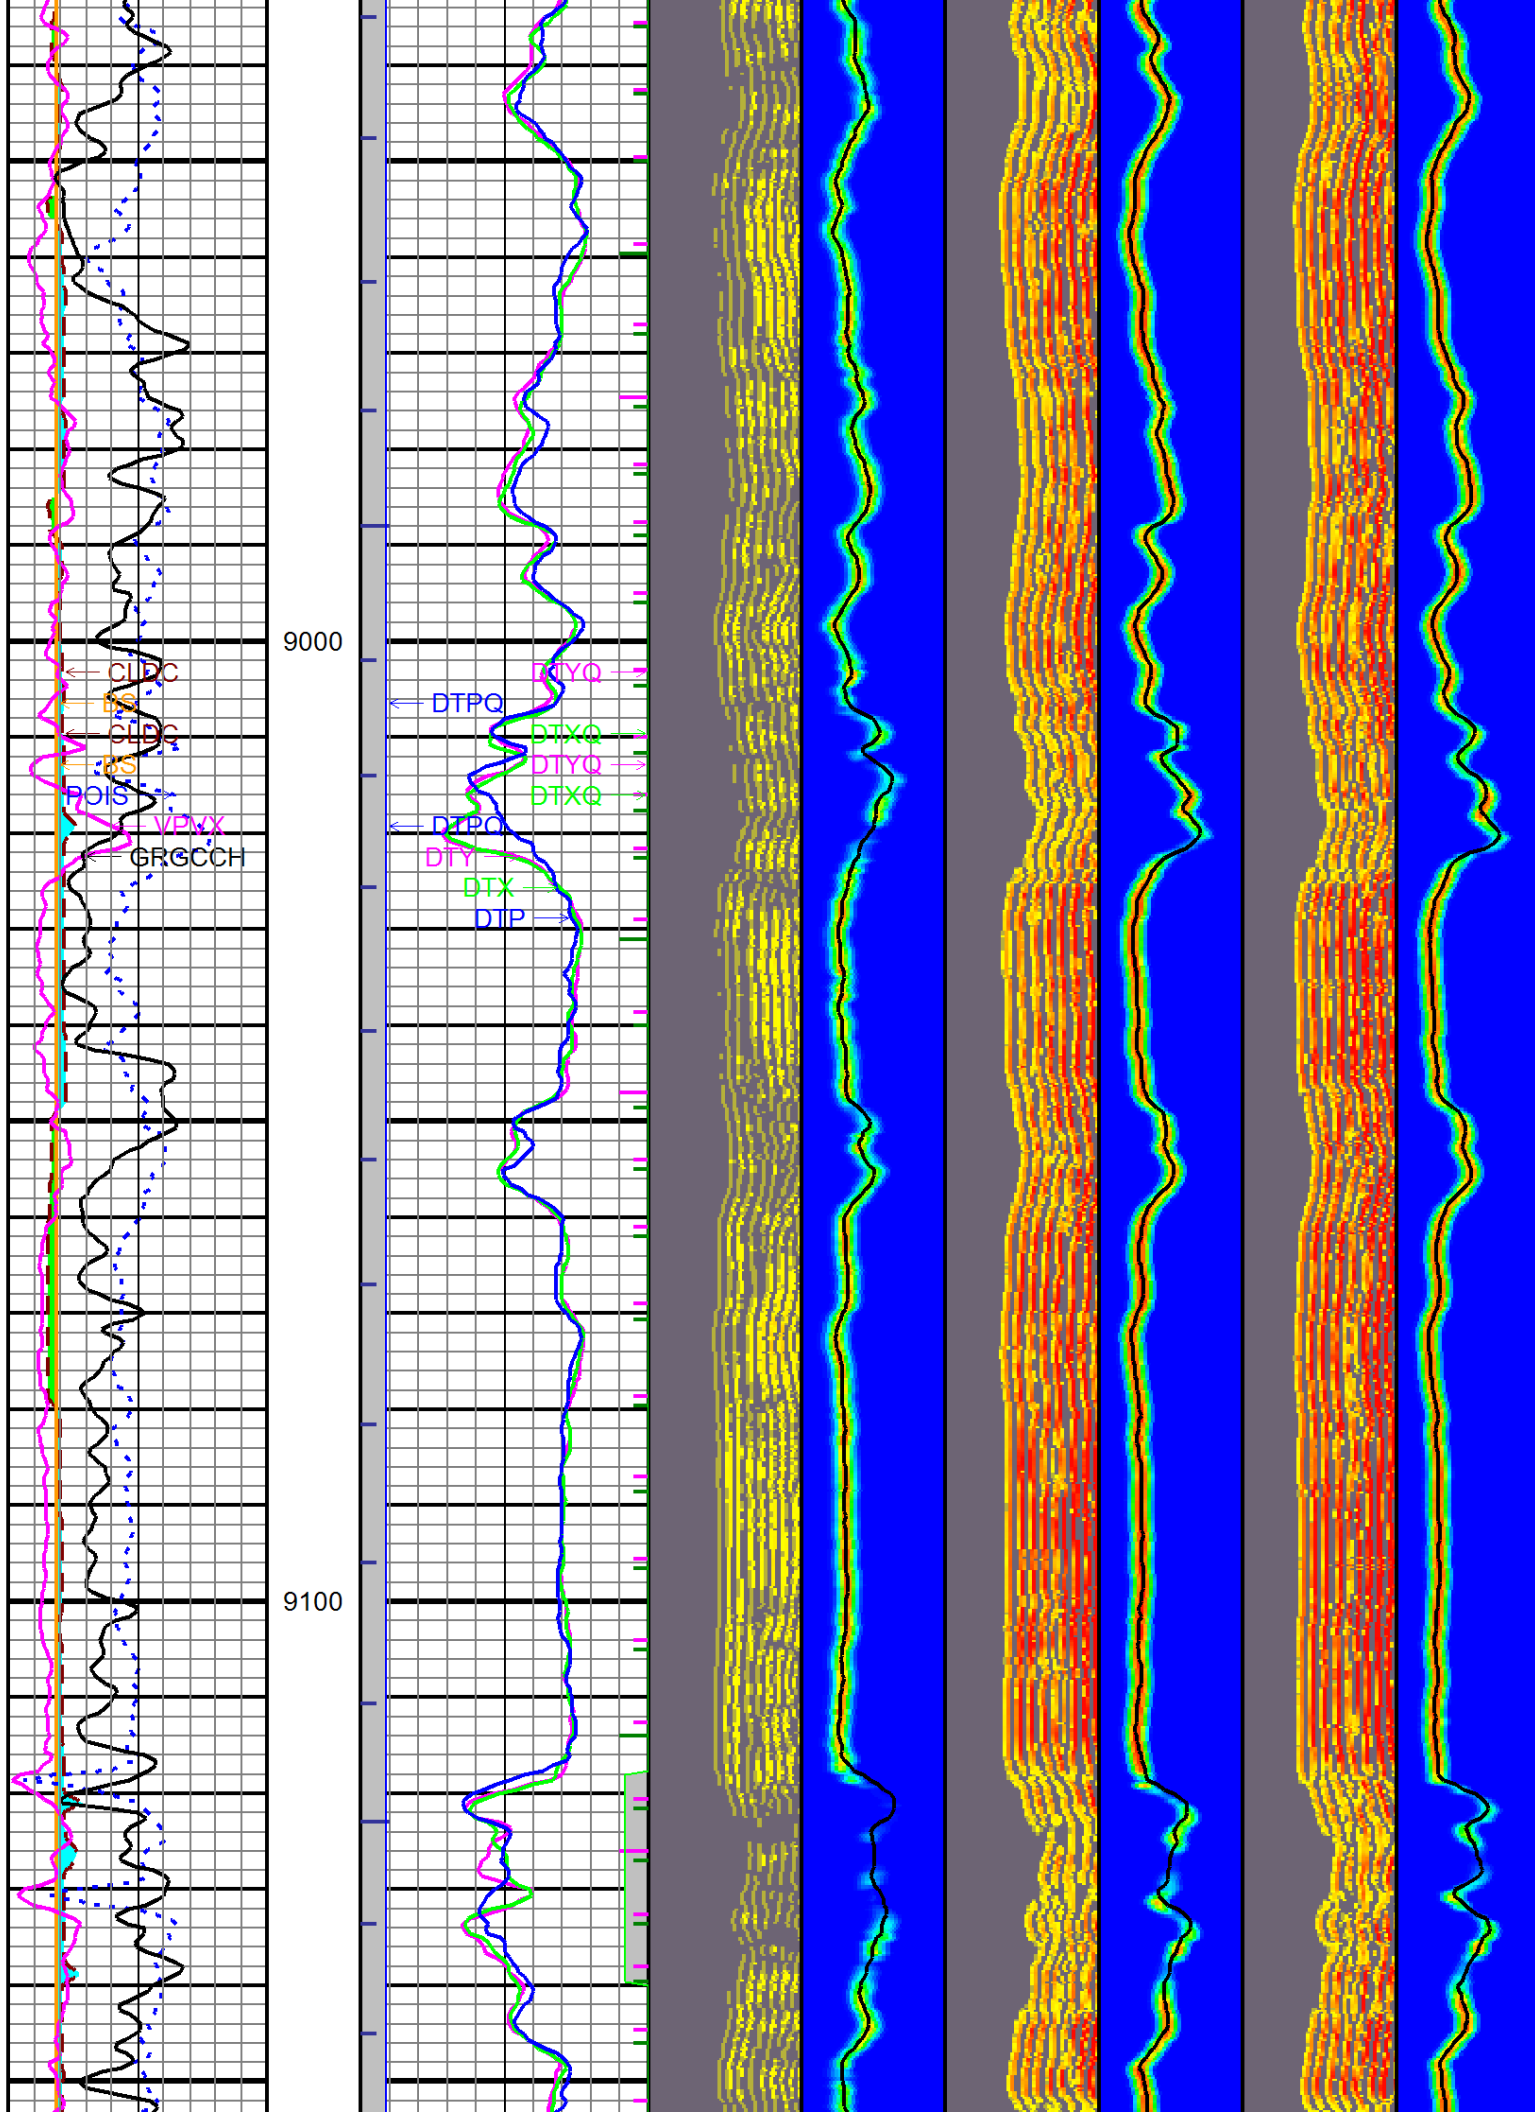 9000
CLDC DTYQ
BS DTPQ
CLDC DTXQ
BS DTYQ
POIS DTXQ
VPVX DTPQ
GRGCCH DTY
DTX
DTP
9100